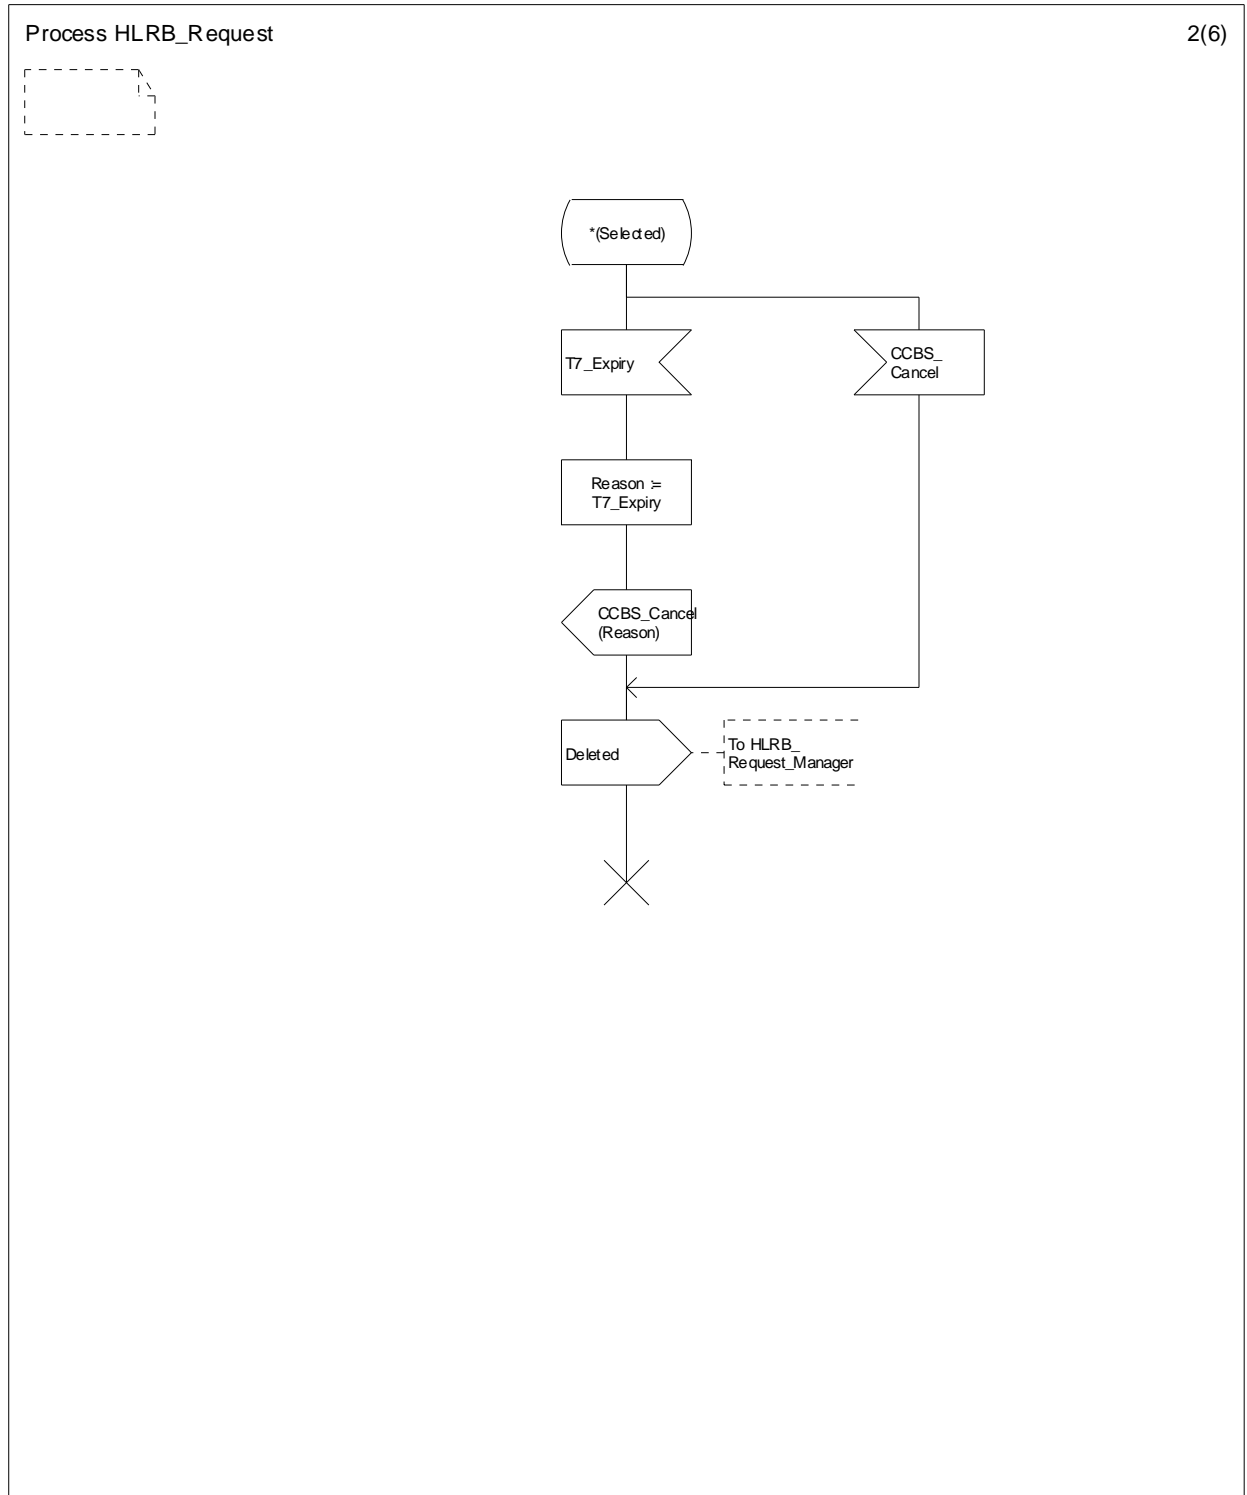 Process HLRB_Request
2(6)
*(Selected)
T7_Expiry
CCBS_
Cancel
Reason :=
T7_Expiry
CCBS_Cancel
(Reason)
Deleted
To HLRB_
Request_Manager